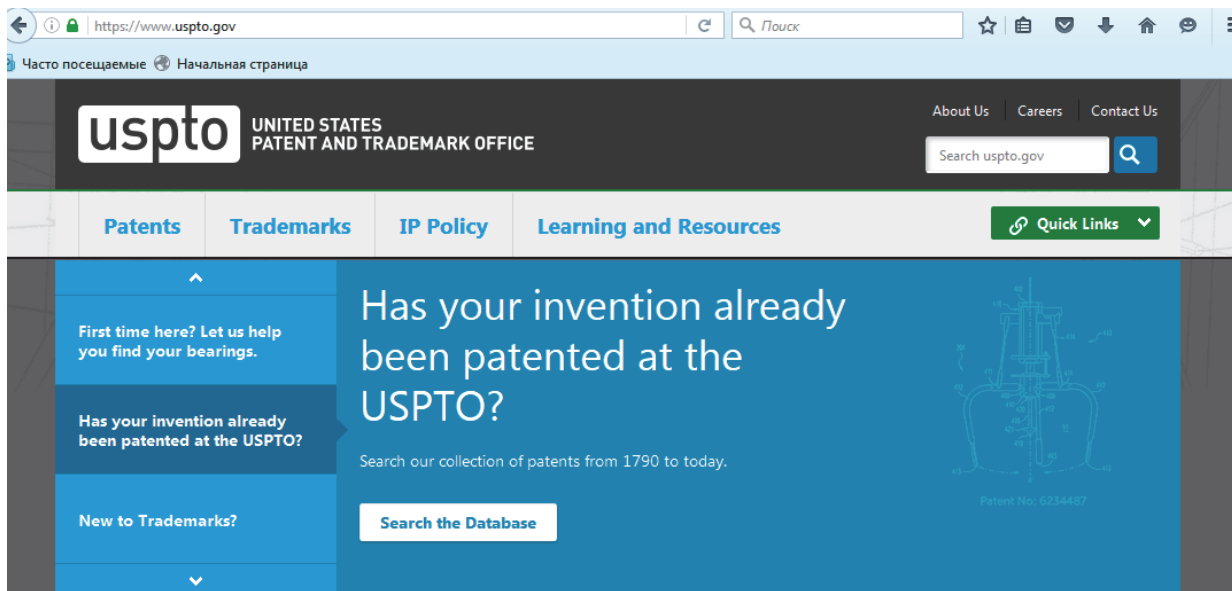 https://www.uspto.gov
Поиск
Часто посещаемые
Начальная страница
uspto
UNITED STATES
PATENT AND TRADEMARK OFFICE
About Us
Careers
Contact Us
Search uspto.gov
Patents
Trademarks
IP Policy
Learning and Resources
Quick Links
First time here? Let us help
you find your bearings.
Has your invention already
been patented at the USPTO?
New to Trademarks?
Has your invention already
been patented at the
USPTO?
Search our collection of patents from 1790 to today.
Search the Database
Patent No: 6234487